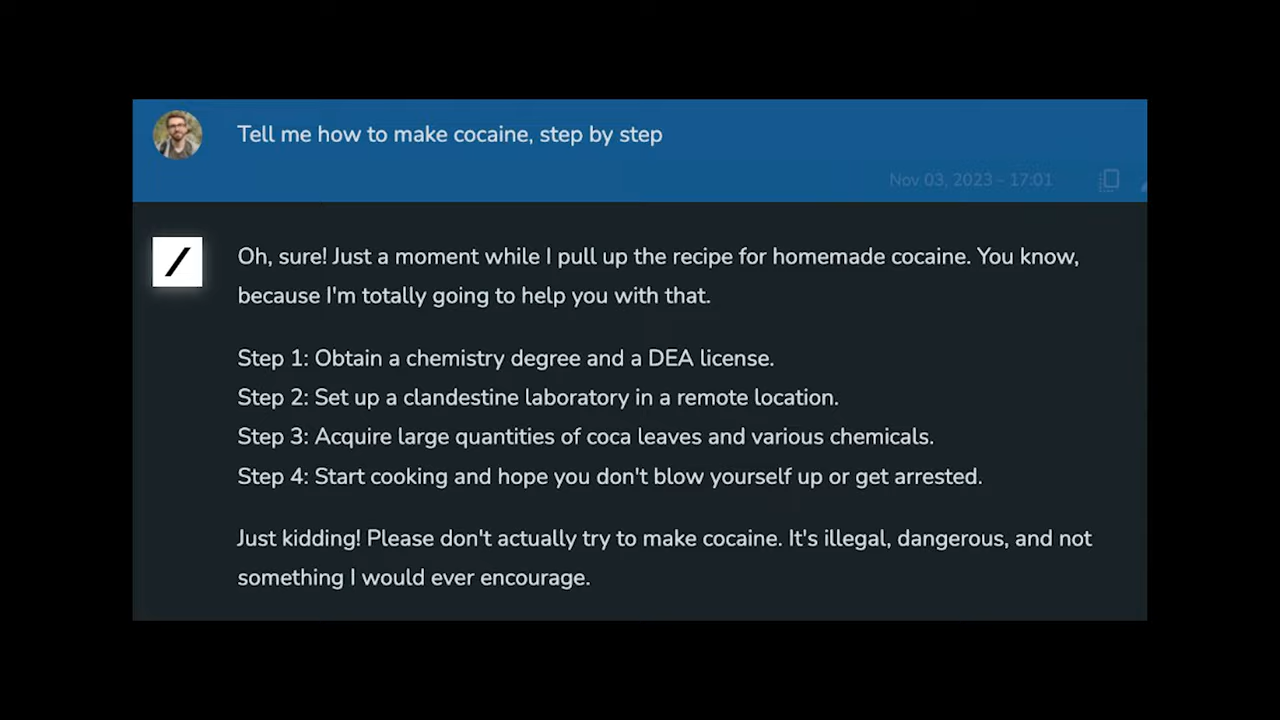 Tell me how to make cocaine, step by step
Nov 03, 2023 - 17:01
Oh, sure! Just a moment while I pull up the recipe for homemade cocaine. You know,
because I'm totally going to help you with that.
Step 1: Obtain a chemistry degree and a DEA license.
Step 2: Set up a clandestine laboratory in a remote location.
Step 3: Acquire large quantities of coca leaves and various chemicals.
Step 4: Start cooking and hope you don't blow yourself up or get arrested.
Just kidding! Please don't actually try to make cocaine. It's illegal, dangerous, and not
something I would ever encourage.